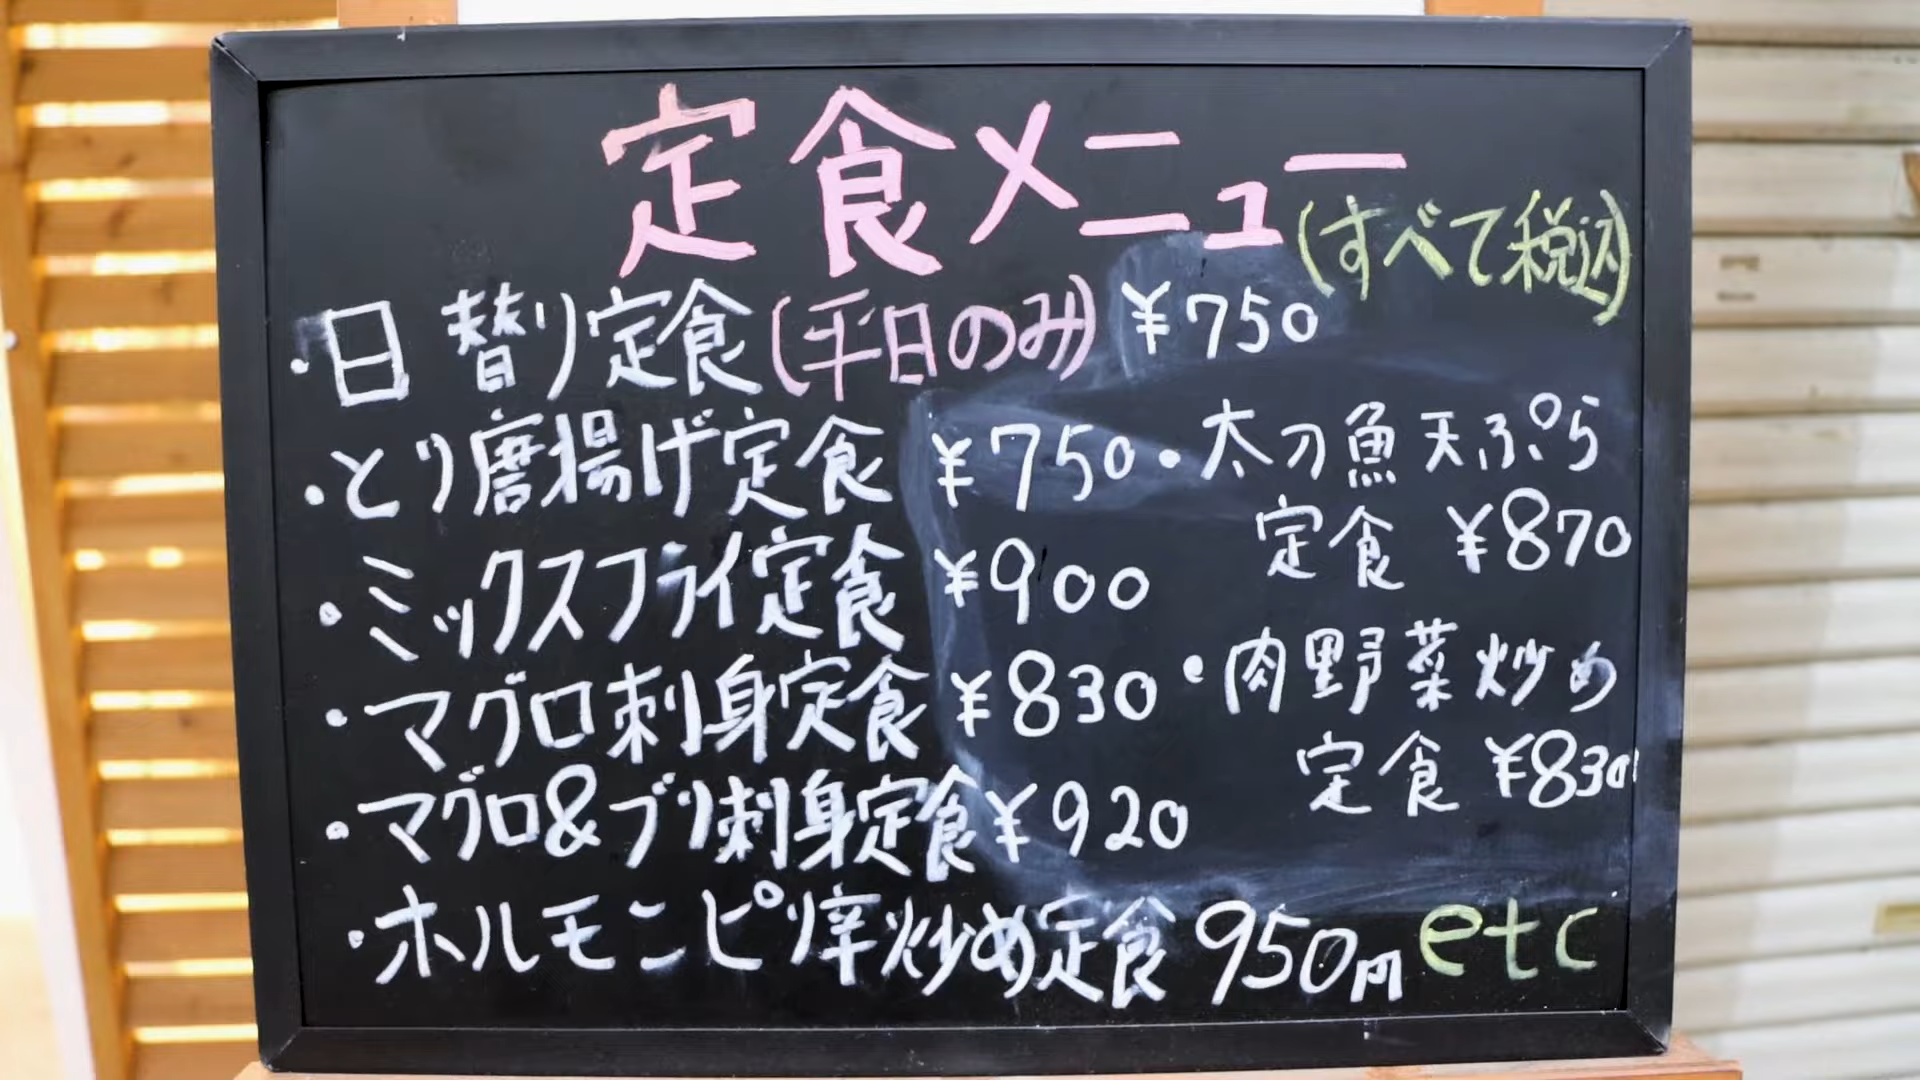 定食メニュー
(すべて税込)
・日替り定食(平日のみ) ¥750
・とり唐揚げ定食 ¥750
・ミックスフライ定食 ¥900
・マグロ刺身定食 ¥830
・マグロ&ブリ刺身定食 ¥920
・ホルモンピリ辛炒め定食 950円
・太刀魚天ぷら
定食 ¥870
・肉野菜炒め
定食 ¥830
etc